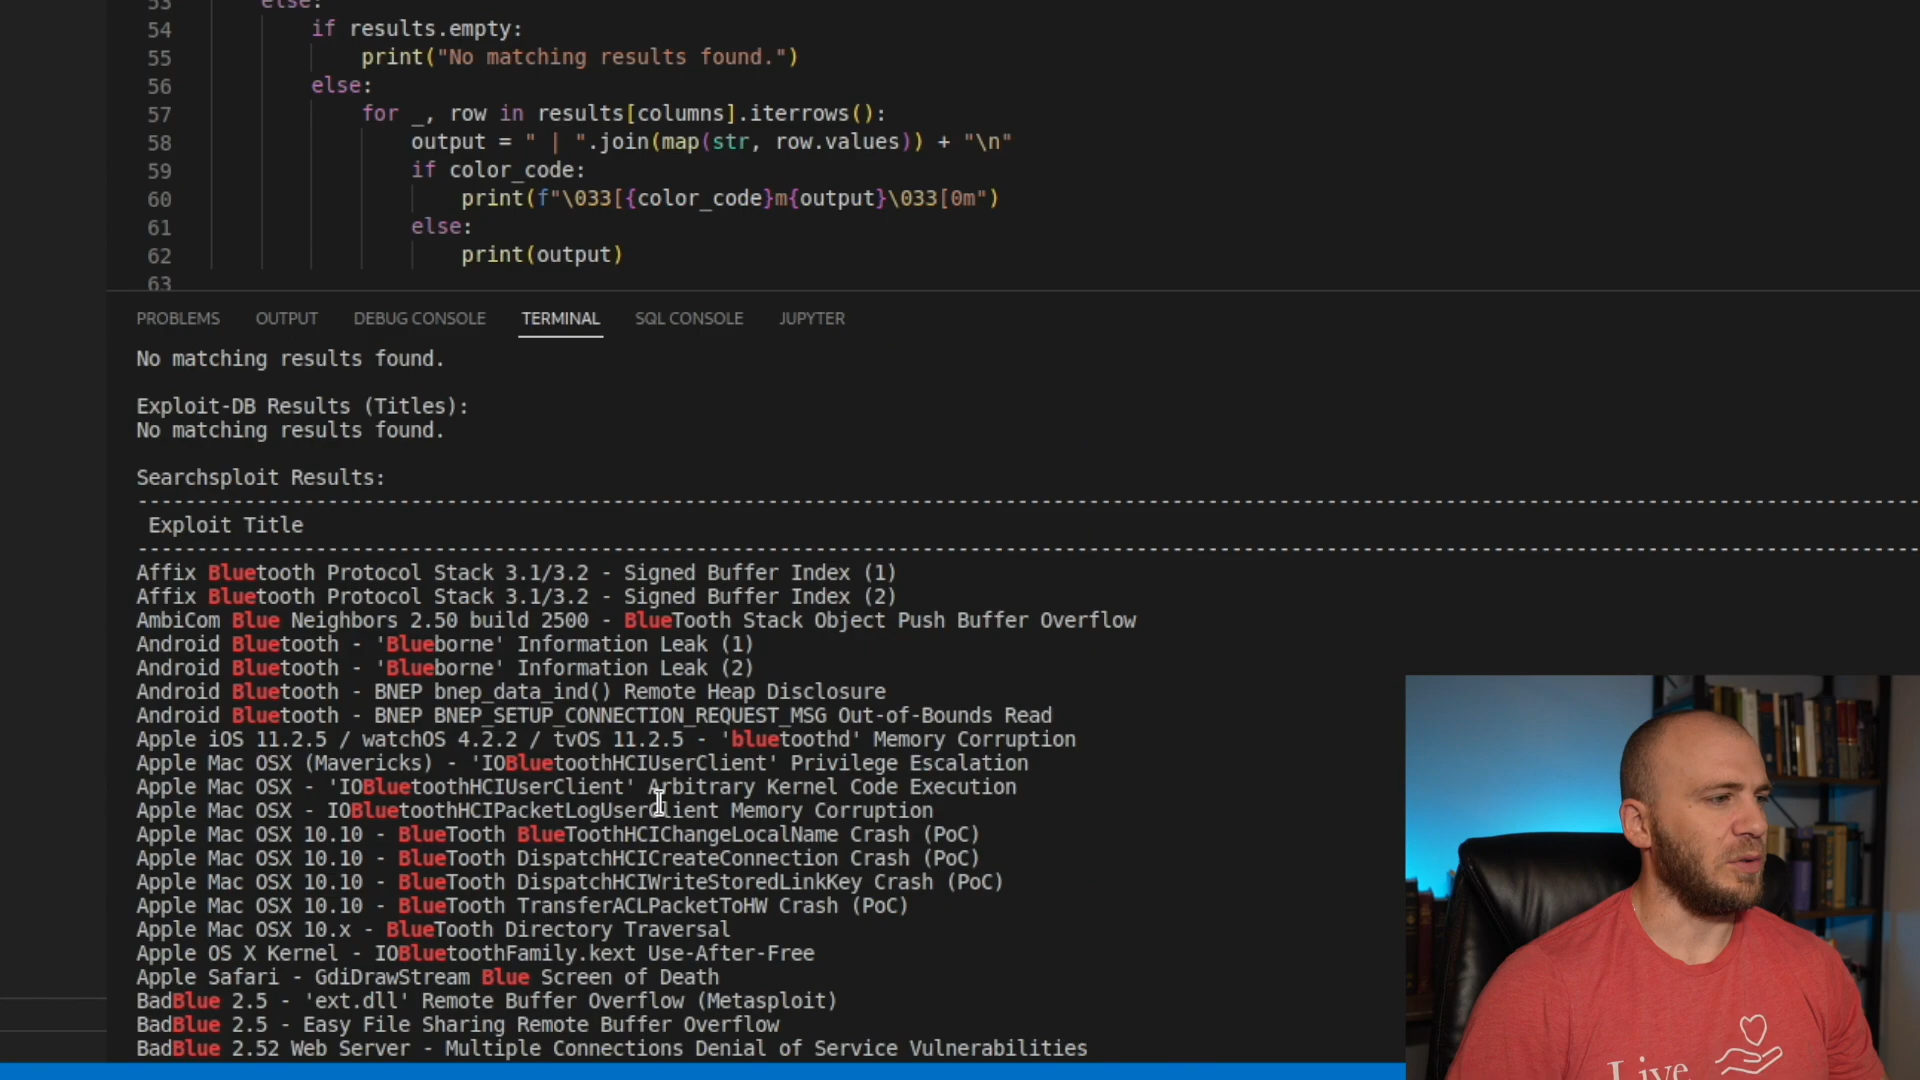 53 else:
54 if results.empty:
55 print("No matching results found.")
56 else:
57 for _, row in results[columns].iterrows():
58 output = " | ".join(map(str, row.values)) + "\n"
59 if color_code:
60 print(f"\033[{color_code}m{output}\033[0m")
61 else:
62 print(output)
63
PROBLEMS OUTPUT DEBUG CONSOLE TERMINAL SQL CONSOLE JUPYTER
No matching results found.
Exploit-DB Results (Titles):
No matching results found.
Searchsploit Results:
Exploit Title
Affix Bluetooth Protocol Stack 3.1/3.2 - Signed Buffer Index (1)
Affix Bluetooth Protocol Stack 3.1/3.2 - Signed Buffer Index (2)
AmbiCom Blue Neighbors 2.50 build 2500 - BlueTooth Stack Object Push Buffer Overflow
Android Bluetooth - 'Blueborne' Information Leak (1)
Android Bluetooth - 'Blueborne' Information Leak (2)
Android Bluetooth - BNEP bnep_data_ind() Remote Heap Disclosure
Android Bluetooth - BNEP BNEP_SETUP_CONNECTION_REQUEST_MSG Out-of-Bounds Read
Apple iOS 11.2.5 / watchOS 4.2.2 / tvOS 11.2.5 - 'bluetoothd' Memory Corruption
Apple Mac OSX (Mavericks) - 'IOBluetoothHCIUserClient' Privilege Escalation
Apple Mac OSX - 'IOBluetoothHCIUserClient' Arbitrary Kernel Code Execution
Apple Mac OSX - IOBluetoothHCIPacketLogUserClient Memory Corruption
Apple Mac OSX 10.10 - BlueTooth BlueToothHCIChangeLocalName Crash (PoC)
Apple Mac OSX 10.10 - BlueTooth DispatchHCICreateConnection Crash (PoC)
Apple Mac OSX 10.10 - BlueTooth DispatchHCIWriteStoredLinkKey Crash (PoC)
Apple Mac OSX 10.10 - BlueTooth TransferACLPacketToHW Crash (PoC)
Apple Mac OSX 10.x - BlueTooth Directory Traversal
Apple OS X Kernel - IOBluetoothFamily.kext Use-After-Free
Apple Safari - GdiDrawStream Blue Screen of Death
BadBlue 2.5 - 'ext.dll' Remote Buffer Overflow (Metasploit)
BadBlue 2.5 - Easy File Sharing Remote Buffer Overflow
BadBlue 2.52 Web Server - Multiple Connections Denial of Service Vulnerabilities
Live